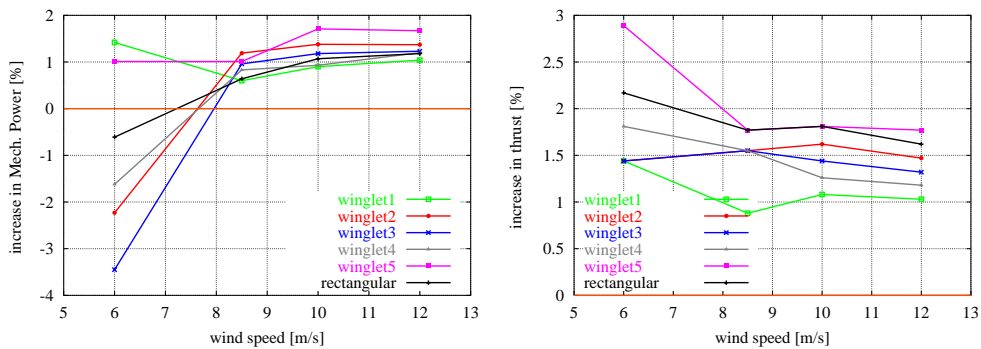 2
1
0
-1
-2
-3
-4
5 6 7 8 9 10 11 12 13
increase in Mech. Power [%]
wind speed [m/s]
winglet1
winglet2
winglet3
winglet4
winglet5
rectangular
3
2.5
2
1.5
1
0.5
0
5 6 7 8 9 10 11 12 13
increase in thrust [%]
wind speed [m/s]
winglet1
winglet2
winglet3
winglet4
winglet5
rectangular